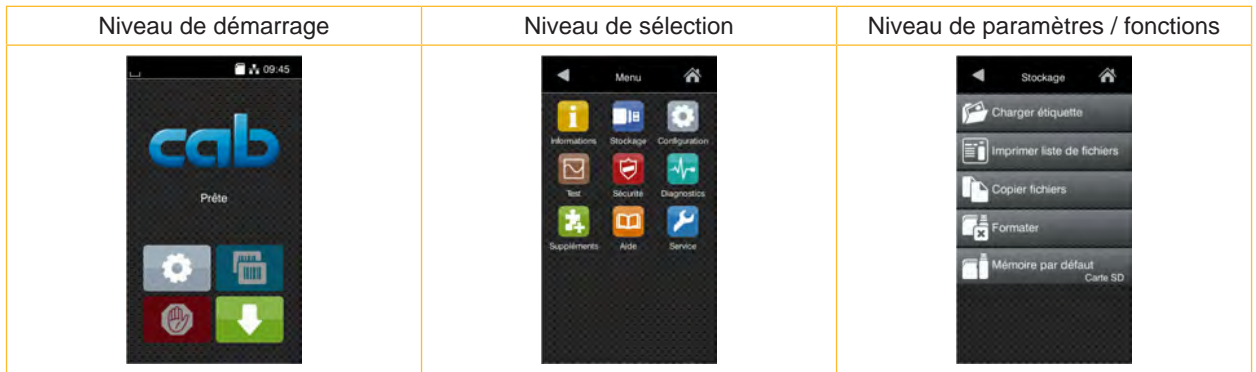 Niveau de démarrage
Niveau de sélection
Niveau de paramètres / fonctions
09:45
cab
Prête
Menu
Informations
Stockage
Configuration
Test
Sécurité
Diagnostics
Suppléments
Aide
Service
Stockage
Charger étiquette
Imprimer liste de fichiers
Copier fichiers
Formater
Mémoire par défaut
Carte SD